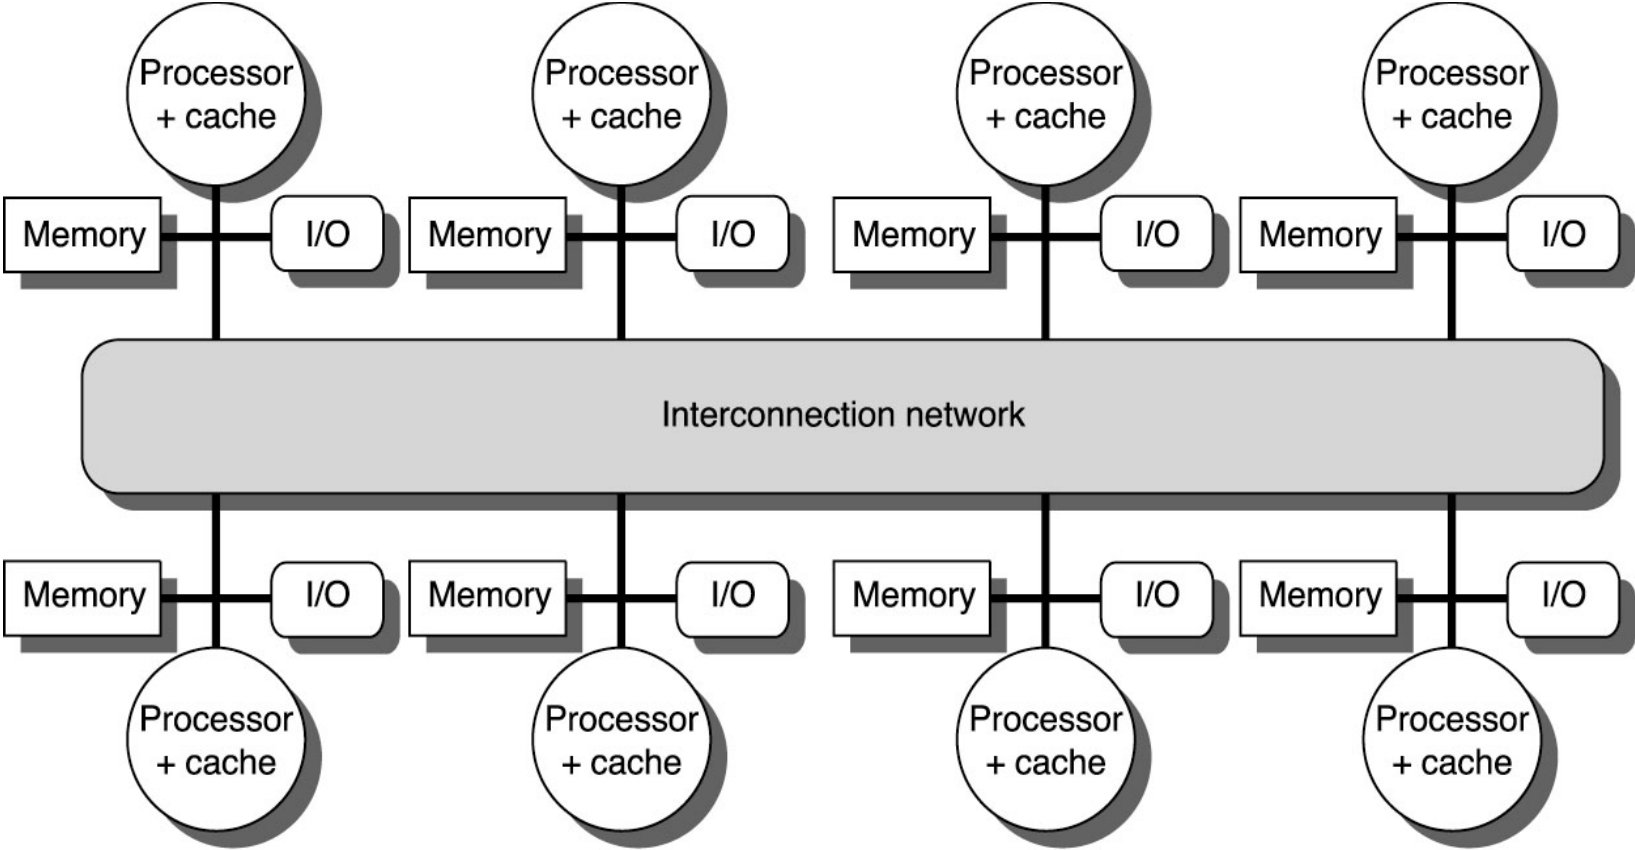 Processor
+ cache
Processor
+ cache
Processor
+ cache
Processor
+ cache
Memory
I/O
Memory
I/O
Memory
I/O
Memory
I/O
Interconnection network
Memory
I/O
Memory
I/O
Memory
I/O
Memory
I/O
Processor
+ cache
Processor
+ cache
Processor
+ cache
Processor
+ cache